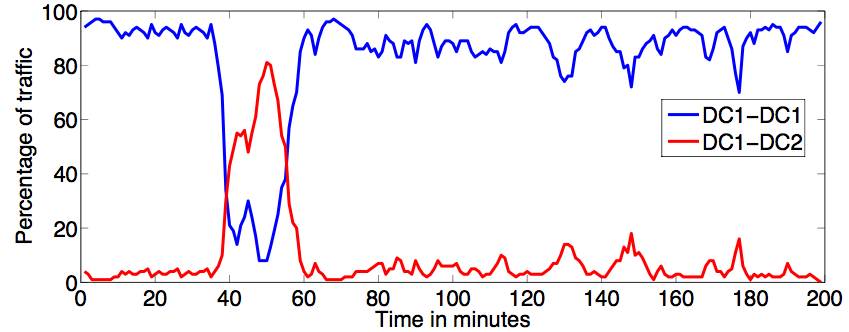 Percentage of traffic
100
80
60
40
20
0
DC1-DC1
DC1-DC2
0 20 40 60 80 100 120 140 160 180 200
Time in minutes